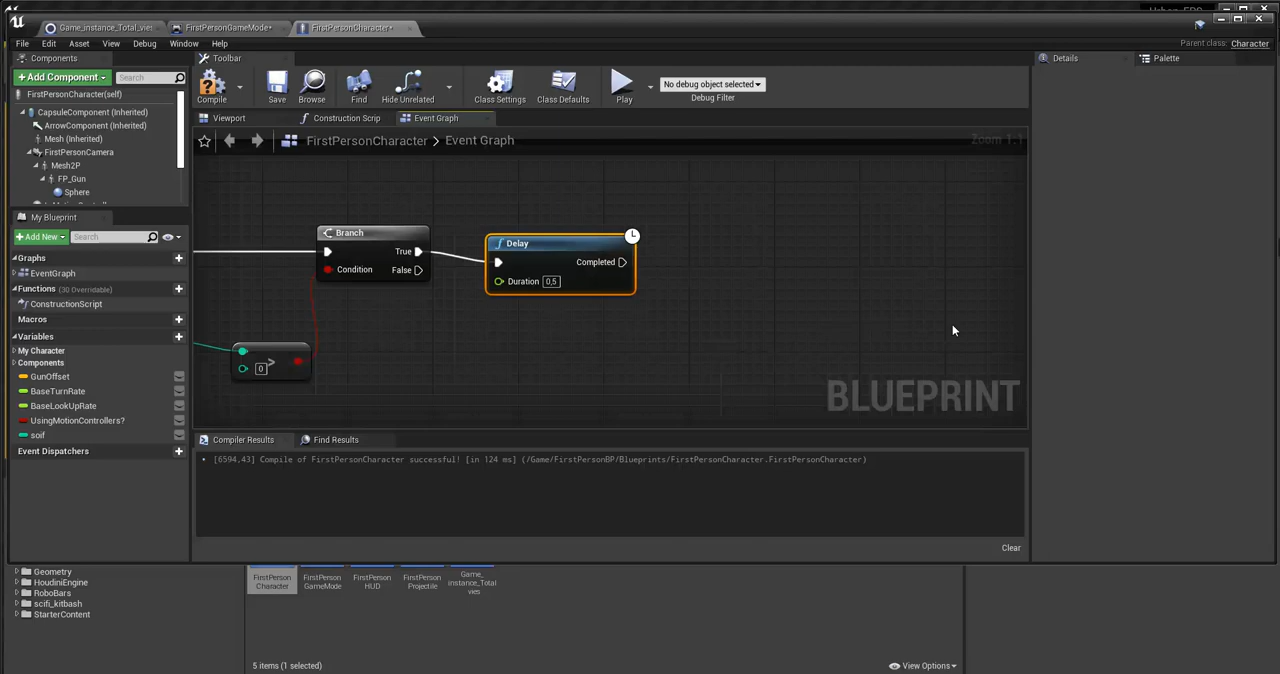 Game_instance_Total_vies
FirstPersonGameMode*
FirstPersonCharacter*
File Edit Asset View Debug Window Help
Parent class: Character
Components
Toolbar
Details
Palette
+ Add Component
Search
FirstPersonCharacter(self)
CapsuleComponent (Inherited)
ArrowComponent (Inherited)
Mesh (Inherited)
FirstPersonCamera
Mesh2P
FP_Gun
Sphere
Compile
Save
Browse
Find
Hide Unrelated
Class Settings
Class Defaults
Play
No debug object selected
Debug Filter
Viewport
Construction Scrip
Event Graph
FirstPersonCharacter > Event Graph
Zoom 1:1
My Blueprint
+ Add New
Search
Graphs
EventGraph
Functions (30 Overridable)
ConstructionScript
Macros
Variables
My Character
Components
GunOffset
BaseTurnRate
BaseLookUpRate
UsingMotionControllers?
soif
Event Dispatchers
Branch
True
Condition
False
Delay
Completed
Duration 0,5
>
0
BLUEPRINT
Compiler Results
Find Results
[6594.43] Compile of FirstPersonCharacter successful! [in 124 ms] (/Game/FirstPersonBP/Blueprints/FirstPersonCharacter.FirstPersonCharacter)
Clear
Geometry
HoudiniEngine
RoboBars
scifi_kitbash
StarterContent
FirstPerson
Character
FirstPerson
GameMode
FirstPerson
HUD
FirstPerson
Projectile
Game_
instance_Total
vies
5 items (1 selected)
View Options